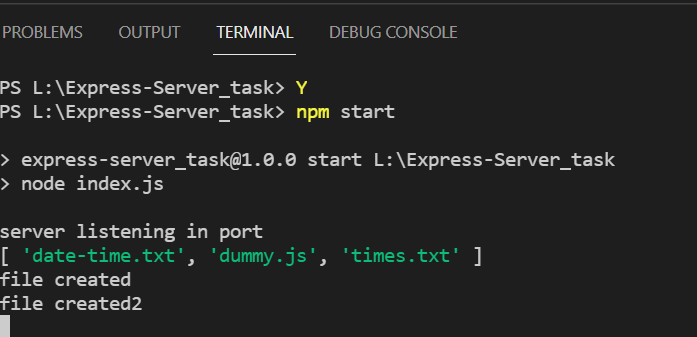 PROBLEMS OUTPUT TERMINAL DEBUG CONSOLE
PS L:\Express-Server_task> Y
PS L:\Express-Server_task> npm start
> express-server_task@1.0.0 start L:\Express-Server_task
> node index.js
server listening in port
[ 'date-time.txt', 'dummy.js', 'times.txt' ]
file created
file created2